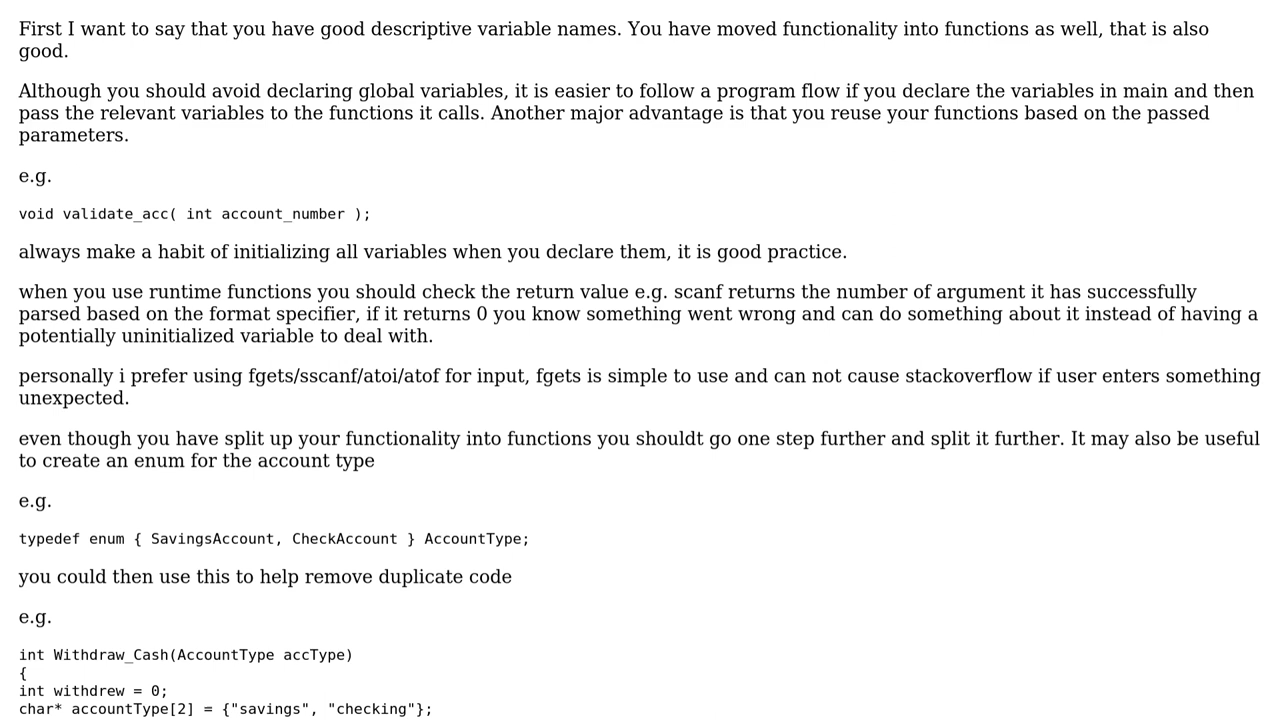 First I want to say that you have good descriptive variable names. You have moved functionality into functions as well, that is also
good.
Although you should avoid declaring global variables, it is easier to follow a program flow if you declare the variables in main and then
pass the relevant variables to the functions it calls. Another major advantage is that you reuse your functions based on the passed
parameters.
e.g.
void validate_acc( int account_number );
always make a habit of initializing all variables when you declare them, it is good practice.
when you use runtime functions you should check the return value e.g. scanf returns the number of argument it has successfully
parsed based on the format specifier, if it returns 0 you know something went wrong and can do something about it instead of having a
potentially uninitialized variable to deal with.
personally i prefer using fgets/sscanf/atoi/atof for input, fgets is simple to use and can not cause stackoverflow if user enters something
unexpected.
even though you have split up your functionality into functions you shouldt go one step further and split it further. It may also be useful
to create an enum for the account type
e.g.
typedef enum { SavingsAccount, CheckAccount } AccountType;
you could then use this to help remove duplicate code
e.g.
int Withdraw_Cash(AccountType accType)
{
int withdrew = 0;
char* accountType[2] = {"savings", "checking"};